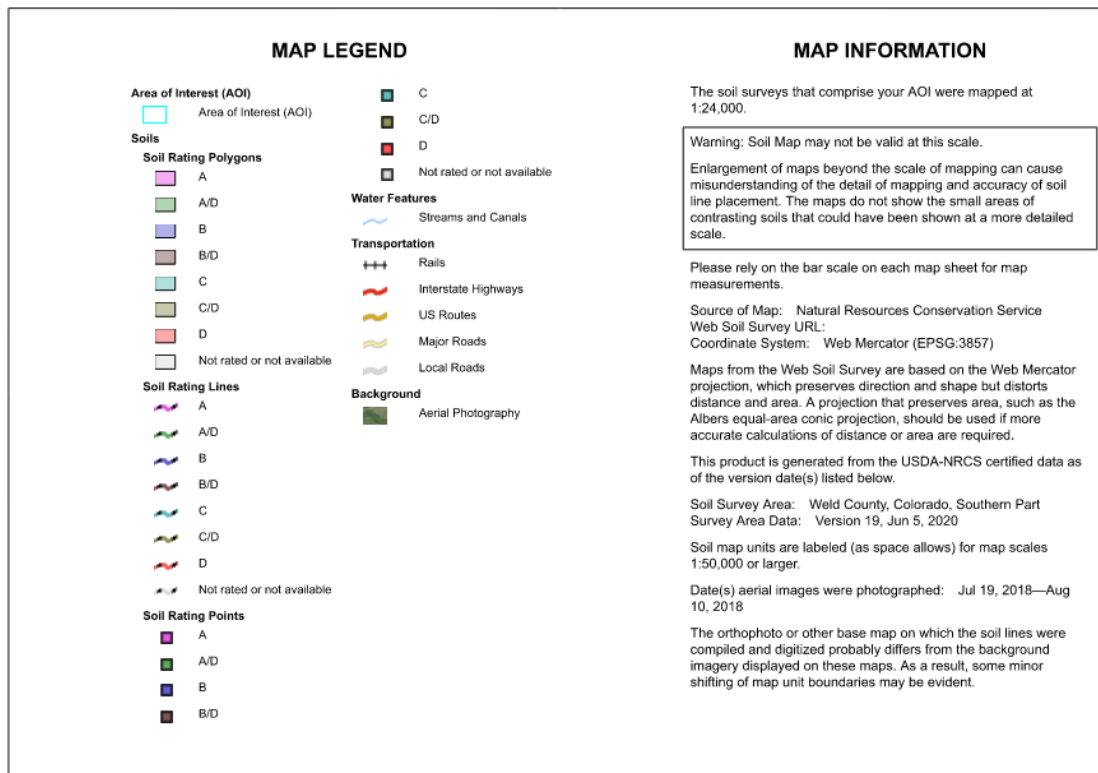 MAP LEGEND
Area of Interest (AOI)
Area of Interest (AOI)
Soils
Soil Rating Polygons
A
A/D
B
B/D
C
C/D
D
Not rated or not available
Soil Rating Lines
A
A/D
B
B/D
C
C/D
D
Not rated or not available
Soil Rating Points
A
A/D
B
B/D
C
C/D
D
Not rated or not available
Water Features
Streams and Canals
Transportation
Rails
Interstate Highways
US Routes
Major Roads
Local Roads
Background
Aerial Photography
MAP INFORMATION
The soil surveys that comprise your AOI were mapped at
1:24,000.
Warning: Soil Map may not be valid at this scale.
Enlargement of maps beyond the scale of mapping can cause
misunderstanding of the detail of mapping and accuracy of soil
line placement. The maps do not show the small areas of
contrasting soils that could have been shown at a more detailed
scale.
Please rely on the bar scale on each map sheet for map
measurements.
Source of Map: Natural Resources Conservation Service
Web Soil Survey URL:
Coordinate System: Web Mercator (EPSG:3857)
Maps from the Web Soil Survey are based on the Web Mercator
projection, which preserves direction and shape but distorts
distance and area. A projection that preserves area, such as the
Albers equal-area conic projection, should be used if more
accurate calculations of distance or area are required.
This product is generated from the USDA-NRCS certified data as
of the version date(s) listed below.
Soil Survey Area: Weld County, Colorado, Southern Part
Survey Area Data: Version 19, Jun 5, 2020
Soil map units are labeled (as space allows) for map scales
1:50,000 or larger.
Date(s) aerial images were photographed: Jul 19, 2018—Aug
10, 2018
The orthophoto or other base map on which the soil lines were
compiled and digitized probably differs from the background
imagery displayed on these maps. As a result, some minor
shifting of map unit boundaries may be evident.